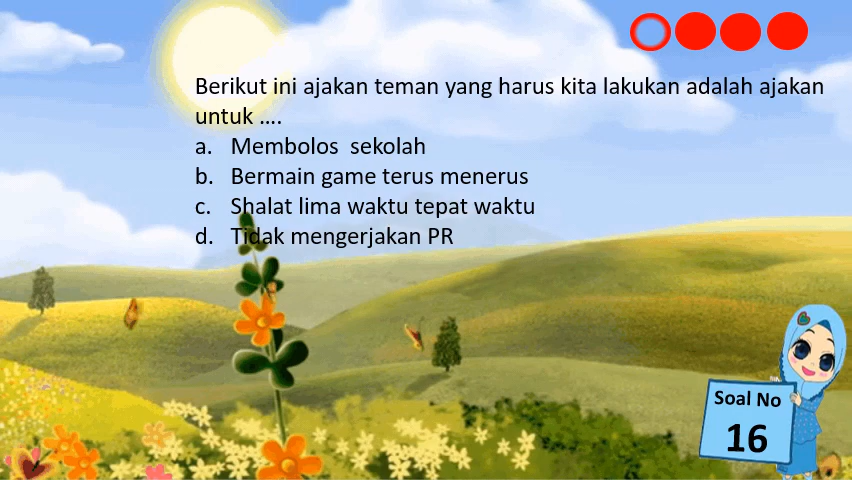 Berikut ini ajakan teman yang harus kita lakukan adalah ajakan
untuk ....
a. Membolos sekolah
b. Bermain game terus menerus
c. Shalat lima waktu tepat waktu
d. Tidak mengerjakan PR
Soal No
16